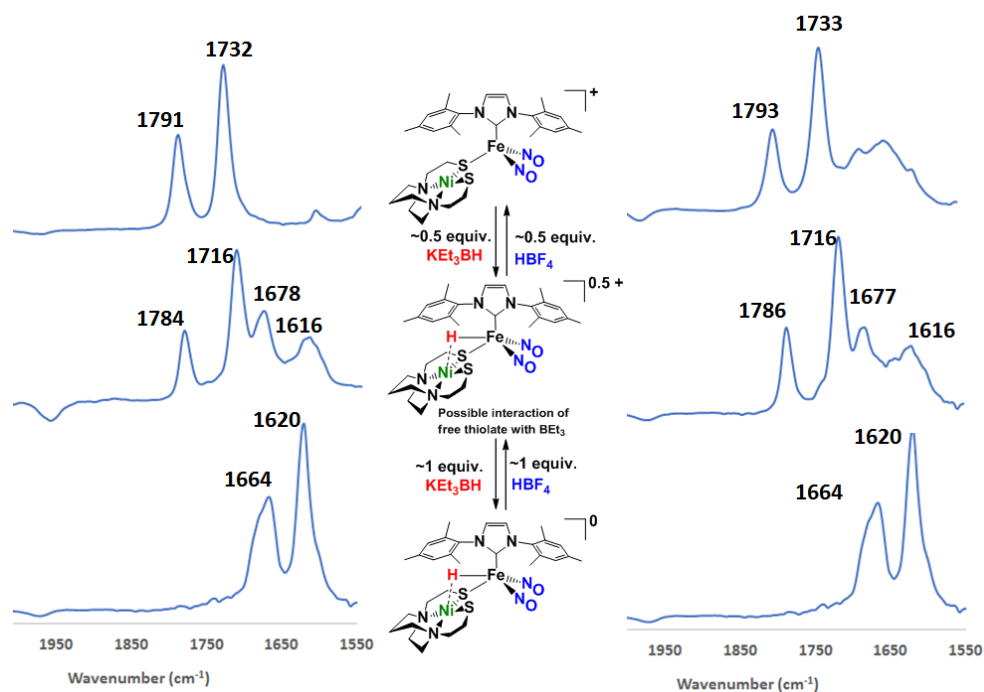 1732
1791
1716
1784
1678
1616
1620
1664
1950
1850
1750
1650
1550
Wavenumber (cm-1)
+
N
N
Fe
NO
NO
S
S
Ni
N
N
~0.5 equiv.
KEt3BH
~0.5 equiv.
HBF4
0.5 +
N
N
H
Fe
NO
NO
S
S
Ni
N
N
Possible interaction of
free thiolate with BEt3
~1 equiv.
KEt3BH
~1 equiv.
HBF4
0
N
N
H
Fe
NO
NO
S
S
Ni
N
N
1733
1793
1716
1786
1677
1616
1620
1664
1950
1850
1750
1650
1550
Wavenumber (cm-1)